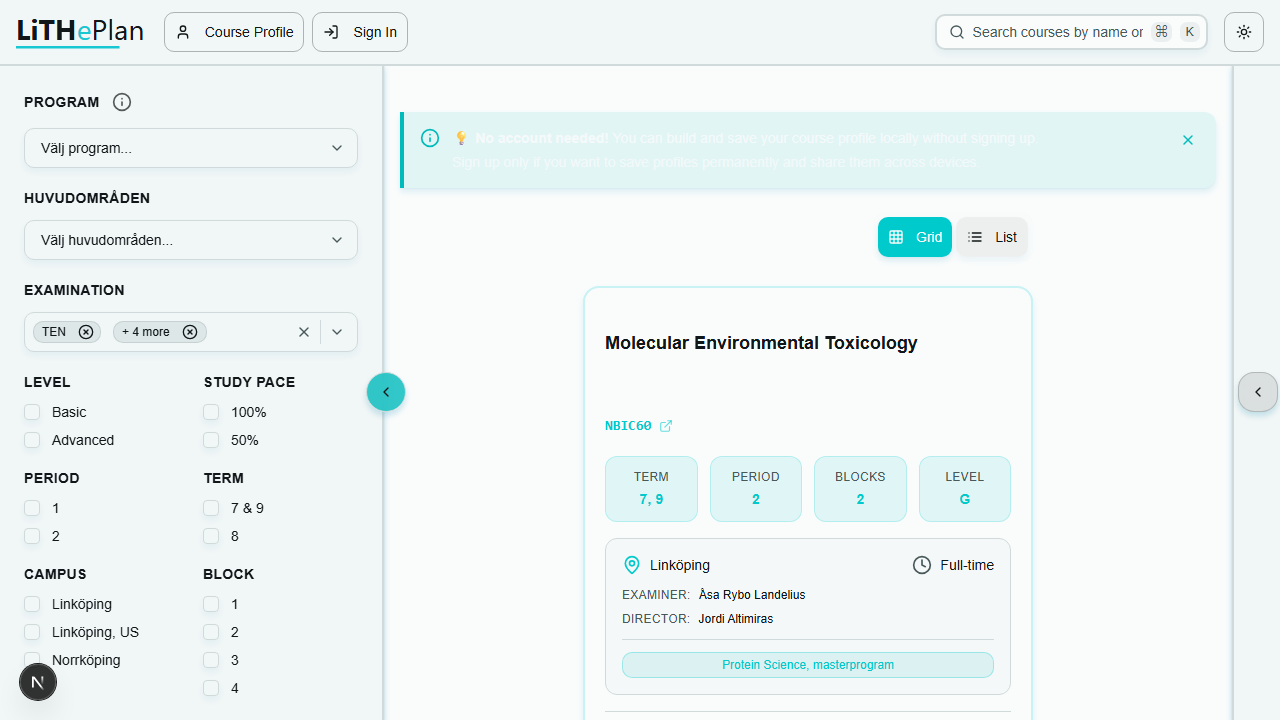 LiTHePlan
Course Profile
Sign In
Search courses by name or
⌘ K
PROGRAM
Välj program...
HUVUDOMRÅDEN
Välj huvudområden...
EXAMINATION
TEN
+ 4 more
LEVEL
STUDY PACE
Basic
100%
Advanced
50%
PERIOD
TERM
1
7 & 9
2
8
CAMPUS
BLOCK
Linköping
1
Linköping, US
2
Norrköping
3
4
N
💡 No account needed! You can build and save your course profile locally without signing up.
Sign up only if you want to save profiles permanently and share them across devices.
Grid
List
Molecular Environmental Toxicology
NBIC60
TERM
7, 9
PERIOD
2
BLOCKS
2
LEVEL
G
Linköping
Full-time
EXAMINER: Åsa Rybo Landelius
DIRECTOR: Jordi Altimiras
Protein Science, masterprogram